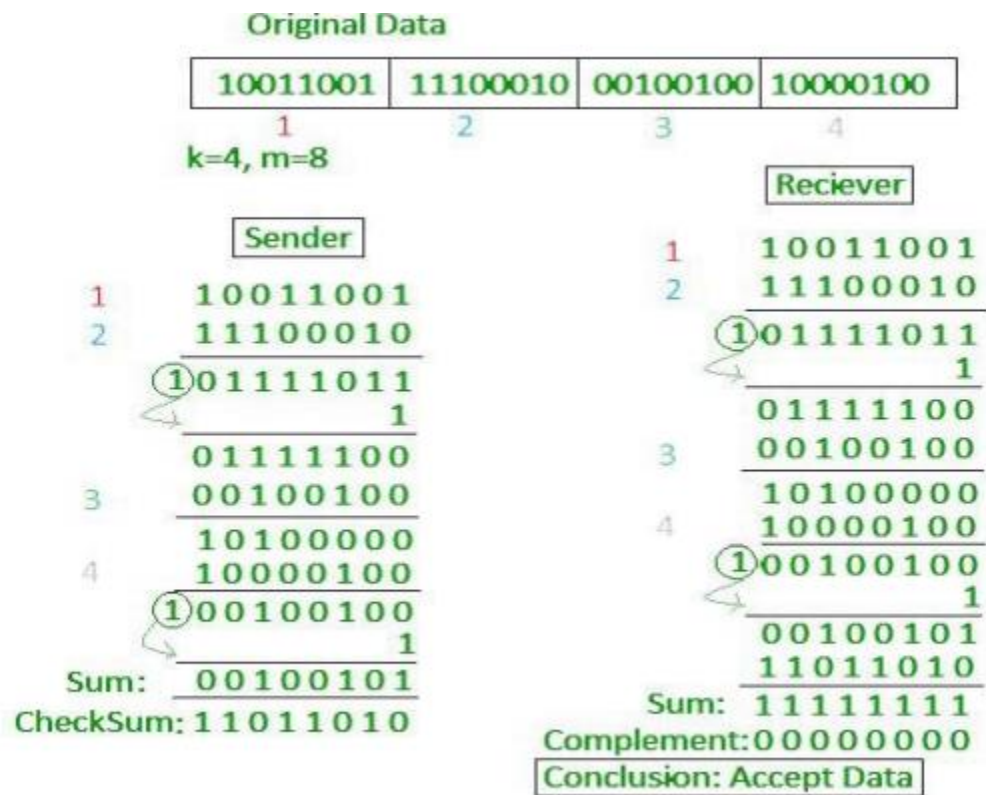 Original Data
10011001 11100010 00100100 10000100
1 2 3 4
k=4, m=8
Sender
1 10011001
2 11100010
1 01111011
1
01111100
3 00100100
10100000
4 10000100
1 00100100
1
Sum: 00100101
CheckSum: 11011010
Reciever
1 10011001
2 11100010
1 01111011
1
01111100
3 00100100
10100000
4 10000100
1 00100100
1
00100101
11011010
Sum: 11111111
Complement: 00000000
Conclusion: Accept Data